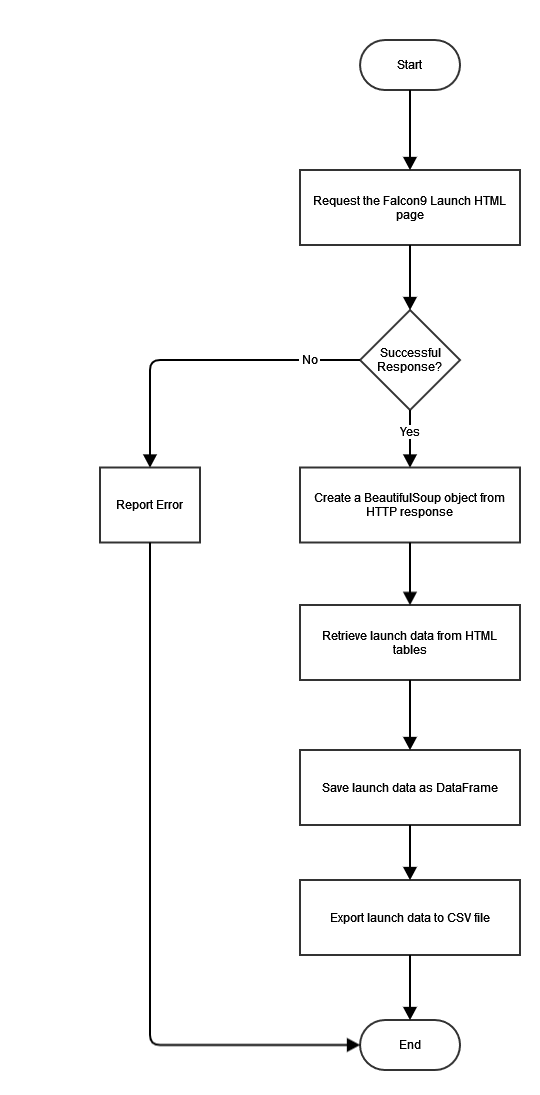 Start
Request the Falcon9 Launch HTML
page
Successful
Response?
No
Yes
Report Error
Create a BeautifulSoup object from
HTTP response
Retrieve launch data from HTML
tables
Save launch data as DataFrame
Export launch data to CSV file
End